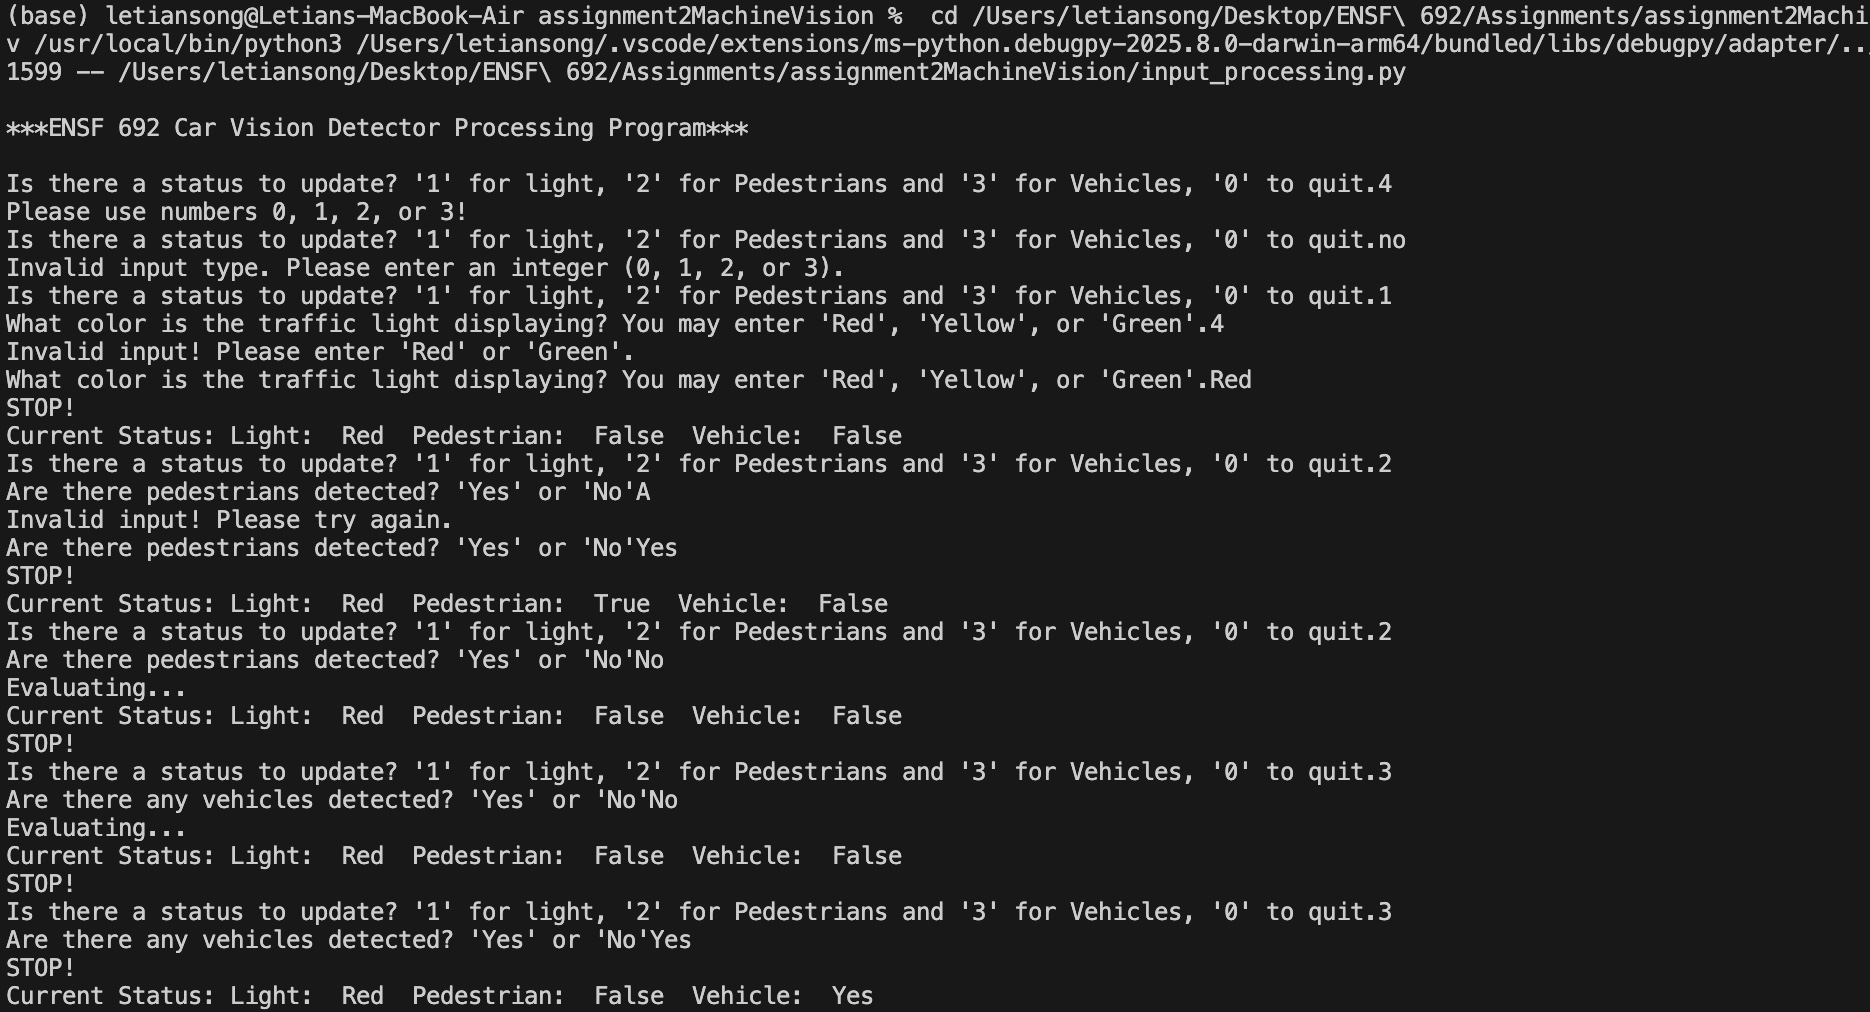 (base) letiansong@Letians-MacBook-Air assignment2MachineVision %  cd /Users/letiansong/Desktop/ENSF\ 692/Assignments/assignment2Machi
v /usr/local/bin/python3 /Users/letiansong/.vscode/extensions/ms-python.debugpy-2025.8.0-darwin-arm64/bundled/libs/debugpy/adapter/..
1599 -- /Users/letiansong/Desktop/ENSF\ 692/Assignments/assignment2MachineVision/input_processing.py
***ENSF 692 Car Vision Detector Processing Program***
Is there a status to update? '1' for light, '2' for Pedestrians and '3' for Vehicles, '0' to quit.4
Please use numbers 0, 1, 2, or 3!
Is there a status to update? '1' for light, '2' for Pedestrians and '3' for Vehicles, '0' to quit.no
Invalid input type. Please enter an integer (0, 1, 2, or 3).
Is there a status to update? '1' for light, '2' for Pedestrians and '3' for Vehicles, '0' to quit.1
What color is the traffic light displaying? You may enter 'Red', 'Yellow', or 'Green'.4
Invalid input! Please enter 'Red' or 'Green'.
What color is the traffic light displaying? You may enter 'Red', 'Yellow', or 'Green'.Red
STOP!
Current Status: Light:  Red  Pedestrian:  False  Vehicle:  False
Is there a status to update? '1' for light, '2' for Pedestrians and '3' for Vehicles, '0' to quit.2
Are there pedestrians detected? 'Yes' or 'No'A
Invalid input! Please try again.
Are there pedestrians detected? 'Yes' or 'No'Yes
STOP!
Current Status: Light:  Red  Pedestrian:  True  Vehicle:  False
Is there a status to update? '1' for light, '2' for Pedestrians and '3' for Vehicles, '0' to quit.2
Are there pedestrians detected? 'Yes' or 'No'No
Evaluating...
Current Status: Light:  Red  Pedestrian:  False  Vehicle:  False
STOP!
Is there a status to update? '1' for light, '2' for Pedestrians and '3' for Vehicles, '0' to quit.3
Are there any vehicles detected? 'Yes' or 'No'No
Evaluating...
Current Status: Light:  Red  Pedestrian:  False  Vehicle:  False
STOP!
Is there a status to update? '1' for light, '2' for Pedestrians and '3' for Vehicles, '0' to quit.3
Are there any vehicles detected? 'Yes' or 'No'Yes
STOP!
Current Status: Light:  Red  Pedestrian:  False  Vehicle:  Yes